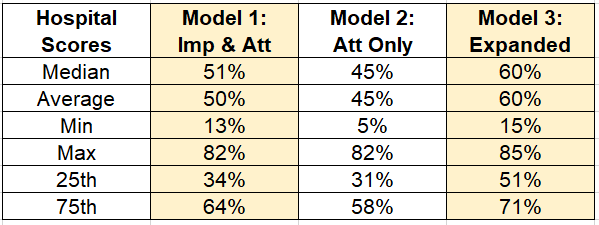 Hospital Scores Model 1: Imp & Att Model 2: Att Only Model 3: Expanded
Median 51% 45% 60%
Average 50% 45% 60%
Min 13% 5% 15%
Max 82% 82% 85%
25th 34% 31% 51%
75th 64% 58% 71%